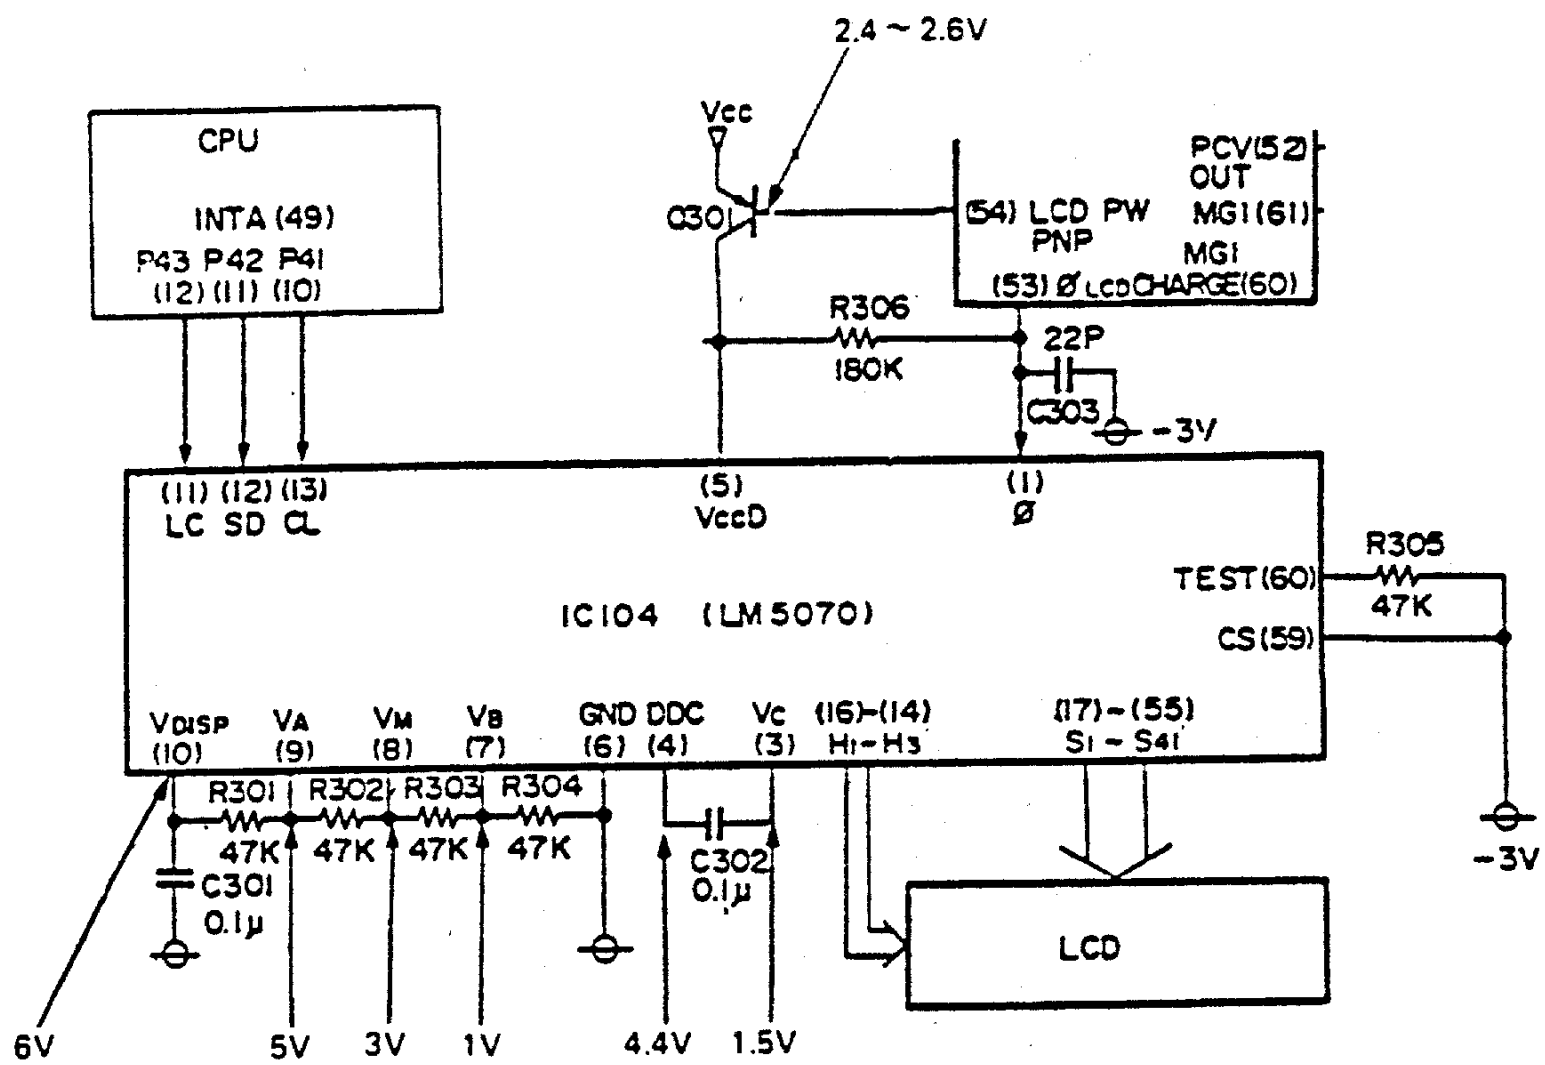 2.4 ~ 2.6V
Vcc
CPU
PCV(52)
OUT
INTA (49)
C301
(54) LCD PW
MG1(61)
PNP
MG1
P43 P42 P41
(12) (11) (10)
(53) Ø LCD CHARGE(60)
R306
180K
22P
C303
-3V
(11) (12) (13)
LC SD CL
(5)
VccD
(1)
Ø
R305
TEST(60)
47K
IC104 (LM5070)
CS(59)
VDISP
(10)
VA
(9)
VM
(8)
VB
(7)
GND
(6)
DDC
(4)
VC
(3)
(16)-(14)
H1-H3
(17)-(55)
S1 - S41
R301
R302
R303
R304
47K
47K
47K
47K
C301
0.1μ
C302
0.1μ
-3V
LCD
6V
5V
3V
1V
4.4V
1.5V